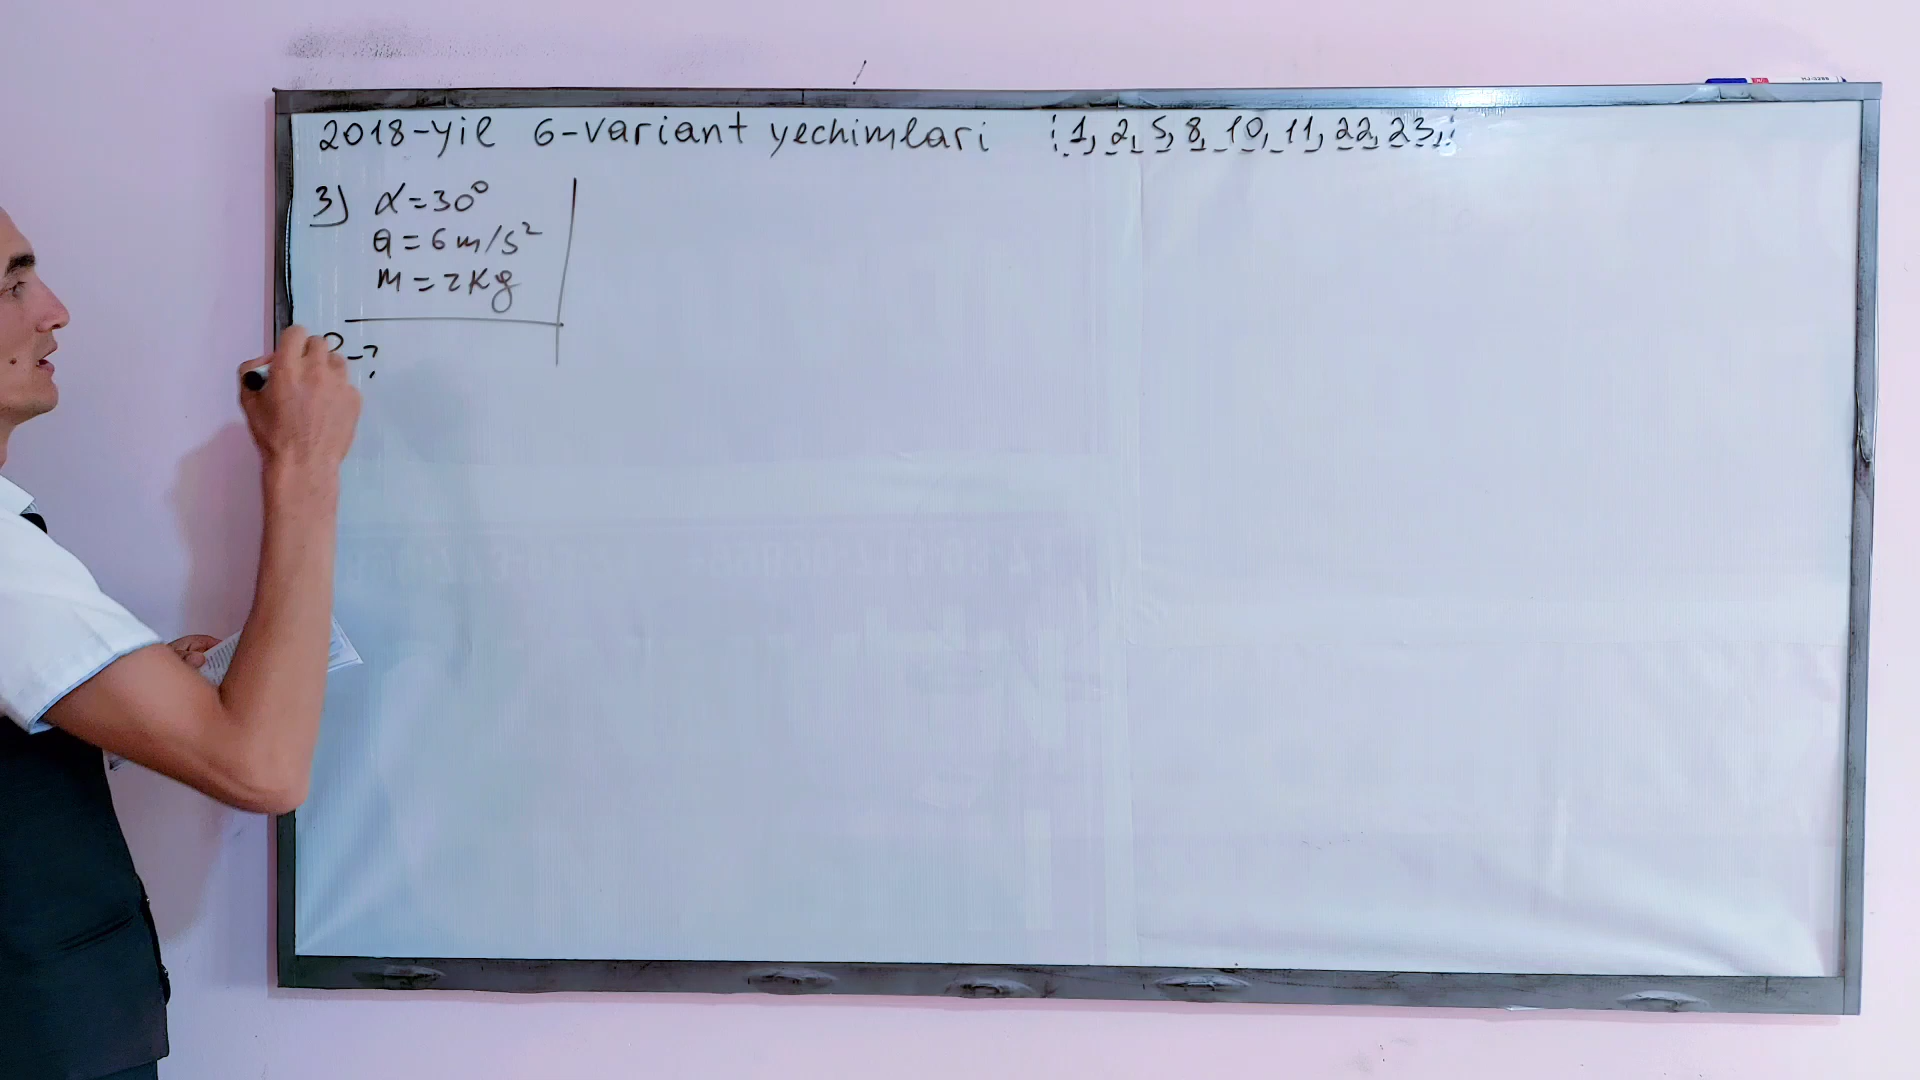 2018-yil 6-variant yechimlari 1, 2, 5, 8, 10, 11, 22, 23,
3) α=30°
a=6m/s²
m=2Kg
-?